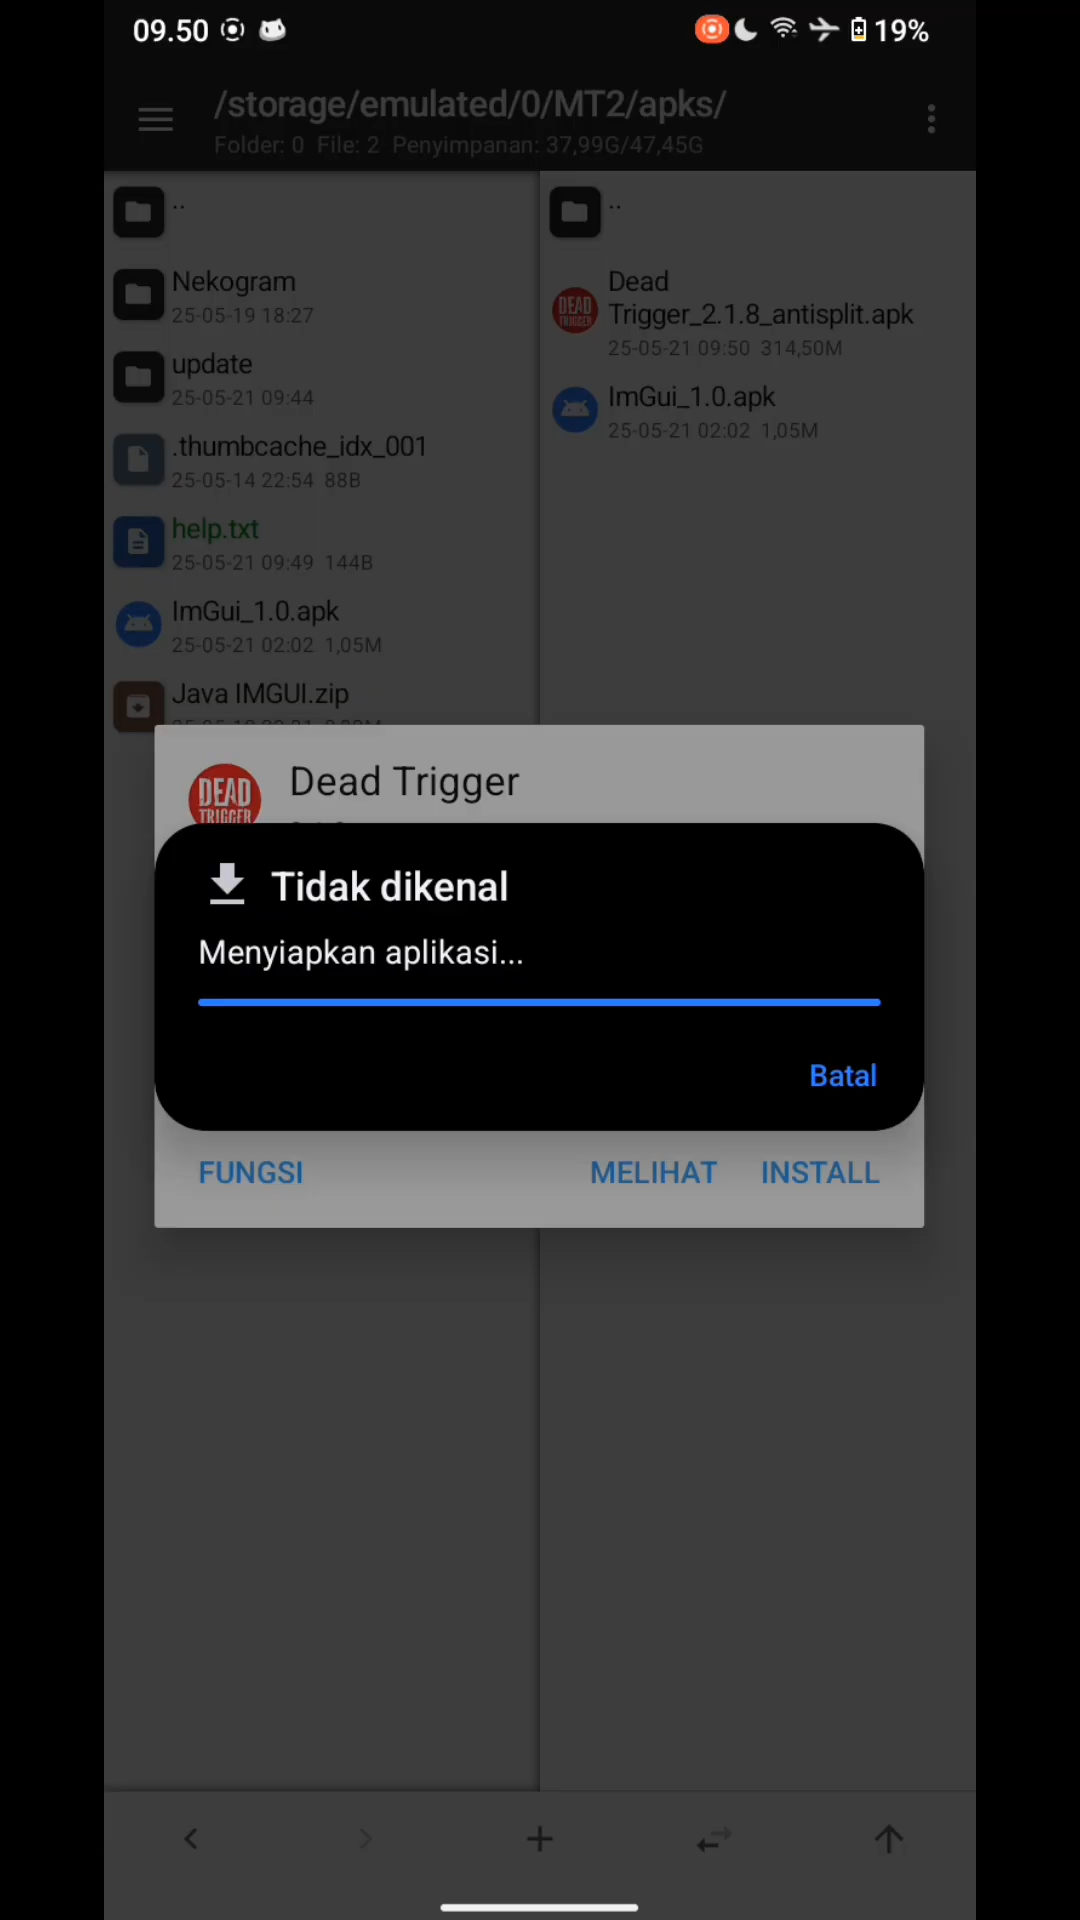 09.50
19%
/storage/emulated/0/MT2/apks/
Folder: 0 File: 2 Penyimpanan: 37,99G/47,45G
..
Nekogram
25-05-19 18:27
update
25-05-21 09:44
.thumbcache_idx_001
25-05-14 22:54 88B
help.txt
25-05-21 09:49 144B
ImGui_1.0.apk
25-05-21 02:02 1,05M
Java IMGUI.zip
..
DEAD
TRIGGER
Dead
Trigger_2.1.8_antisplit.apk
25-05-21 09:50 314,50M
ImGui_1.0.apk
25-05-21 02:02 1,05M
DEAD
TRIGGER
Dead Trigger
Tidak dikenal
Menyiapkan aplikasi...
Batal
FUNGSI
MELIHAT
INSTALL